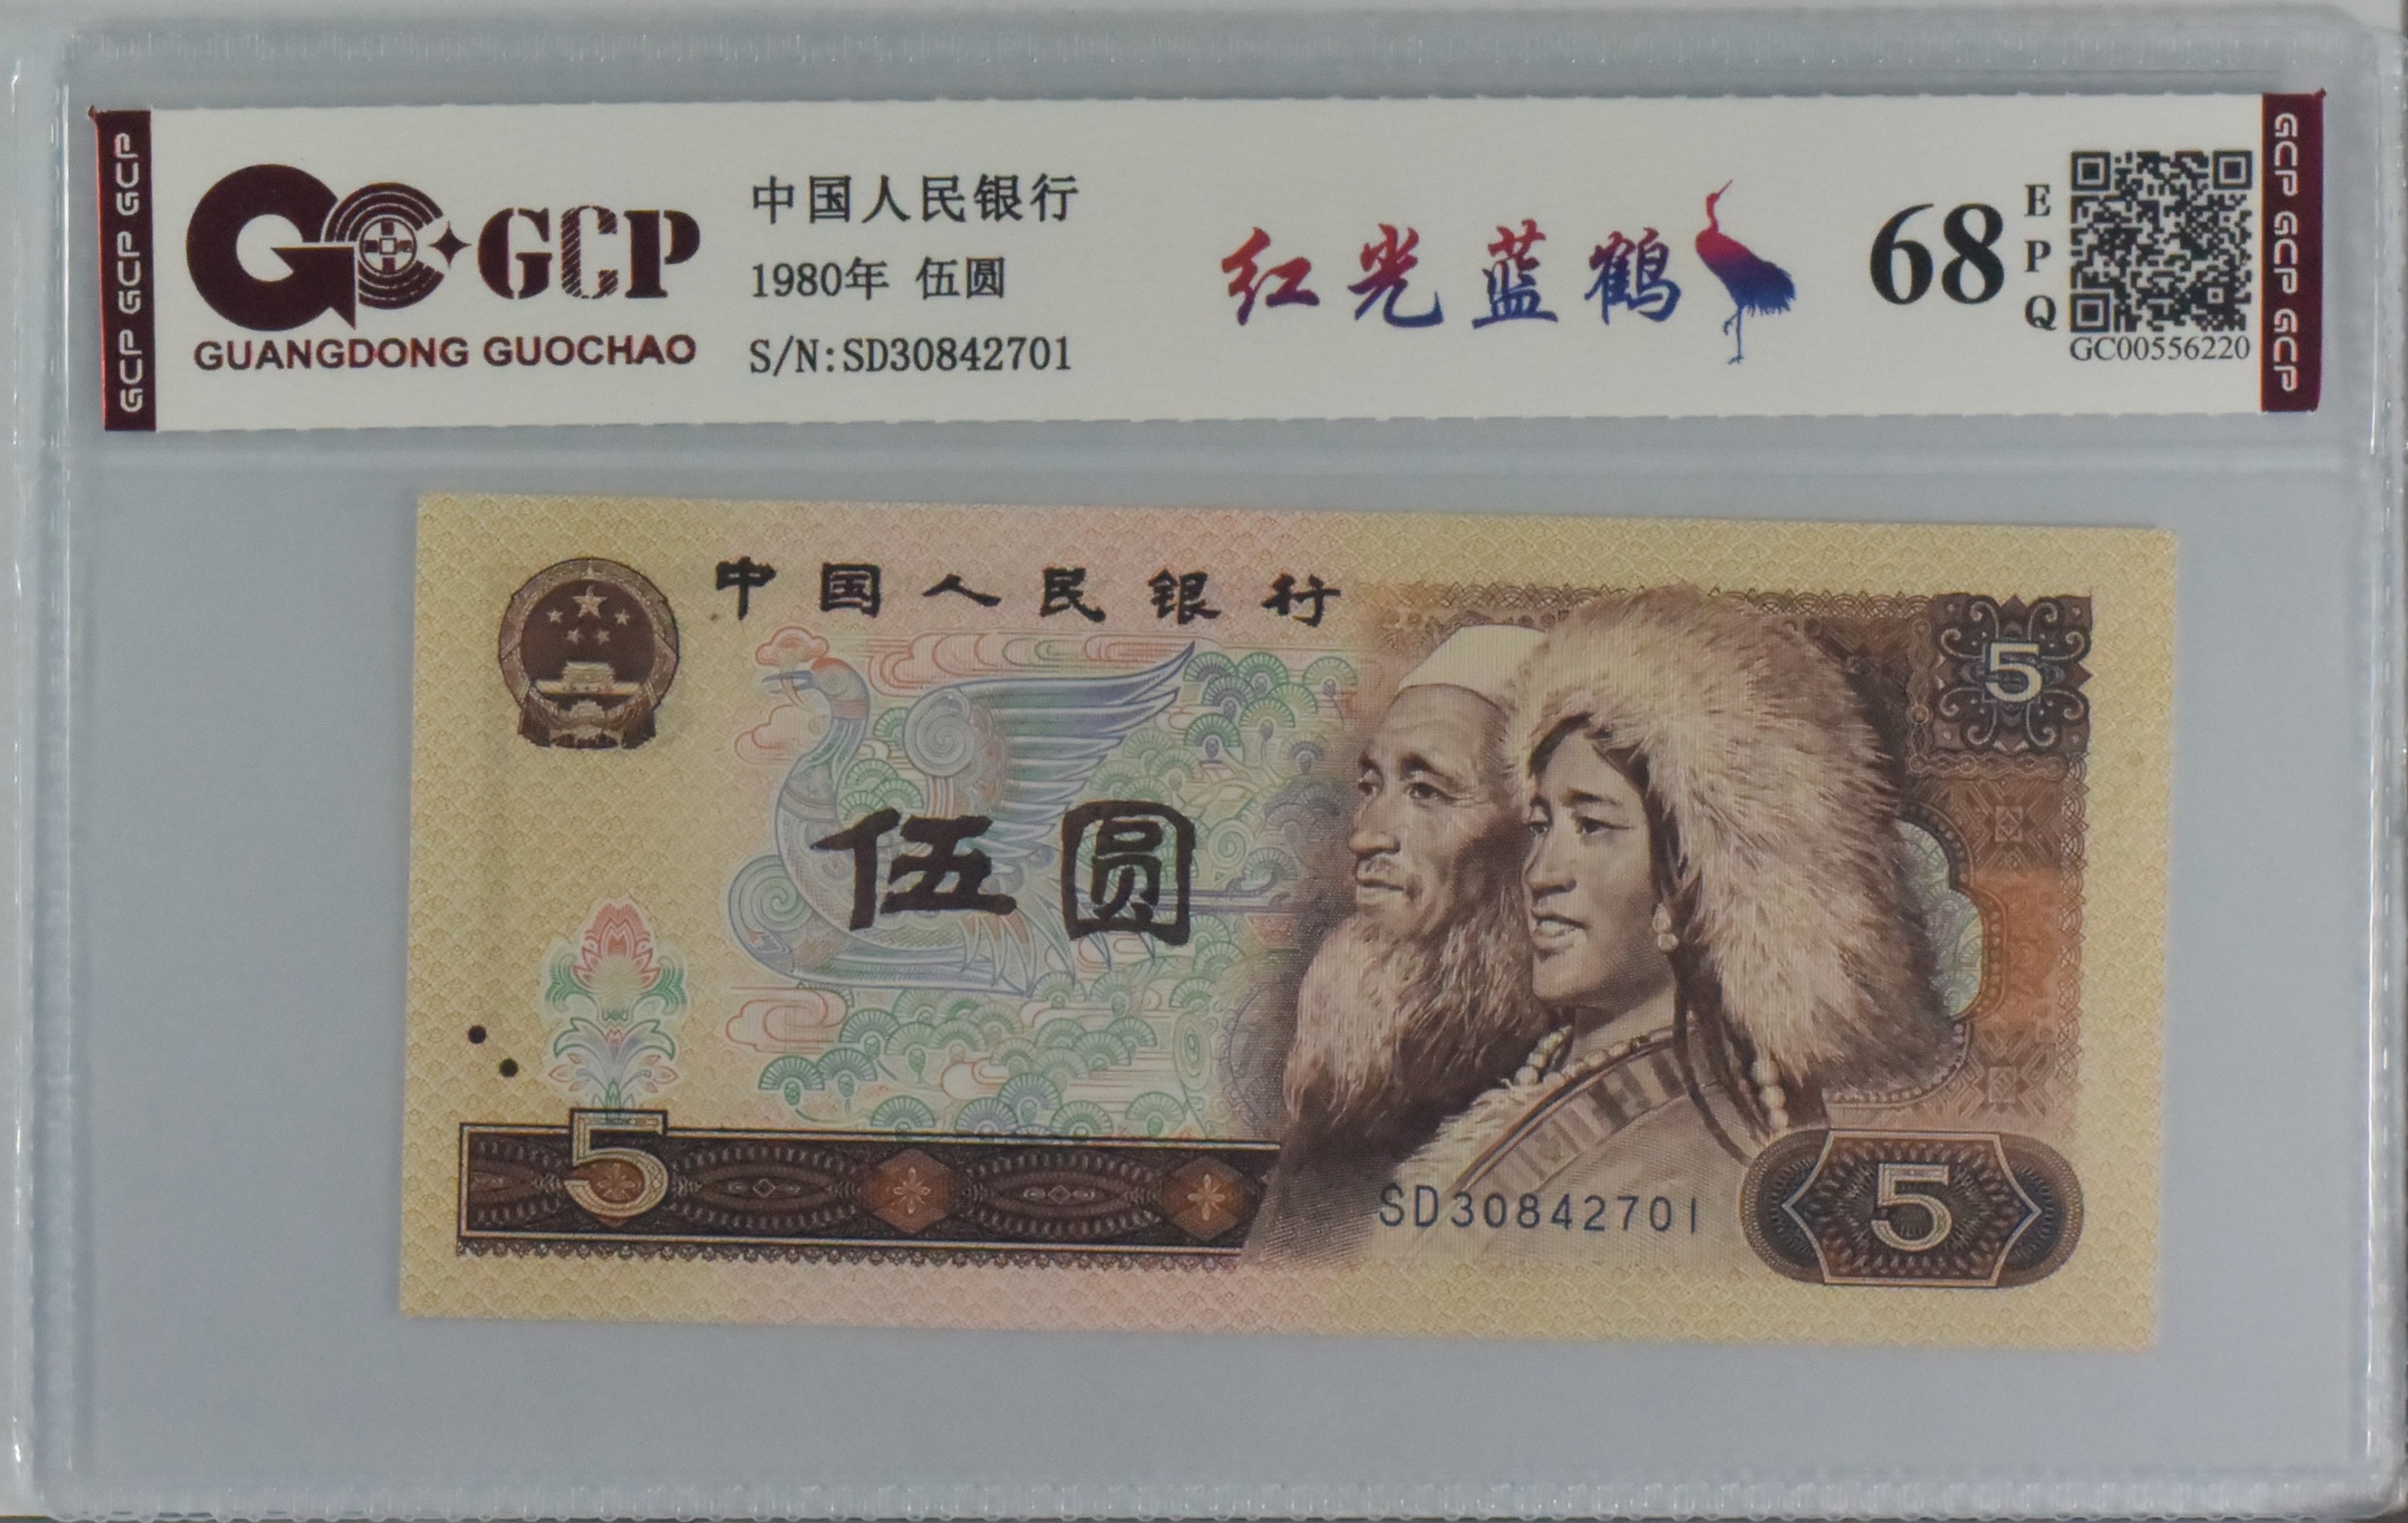 GCP GCP GCP
GCP
GUANGDONG GUOCHAO
中国人民银行
1980年 伍圆
S/N:SD30842701
红光蓝鹤
68
EPQ
GC00556220
GCP GCP GCP
中国人民银行
5
伍圆
5
SD30842701
5